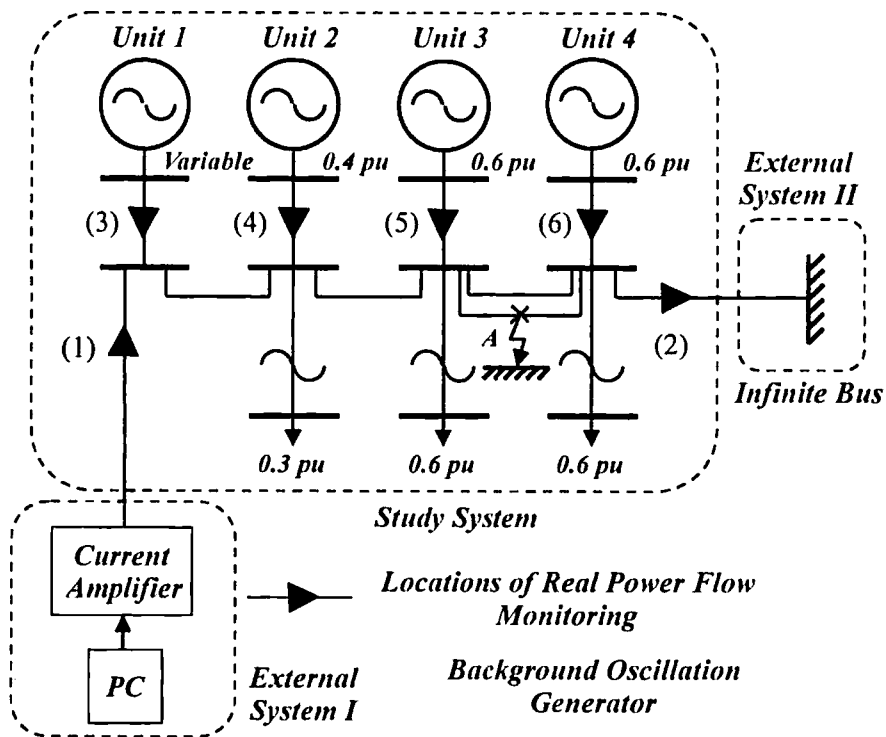 Unit 1
Unit 2
Unit 3
Unit 4
Variable
0.4 pu
0.6 pu
0.6 pu
External
System II
(3)
(4)
(5)
(6)
(1)
A
(2)
Infinite Bus
0.3 pu
0.6 pu
0.6 pu
Study System
Current
Amplifier
PC
External
System I
Locations of Real Power Flow
Monitoring
Background Oscillation
Generator